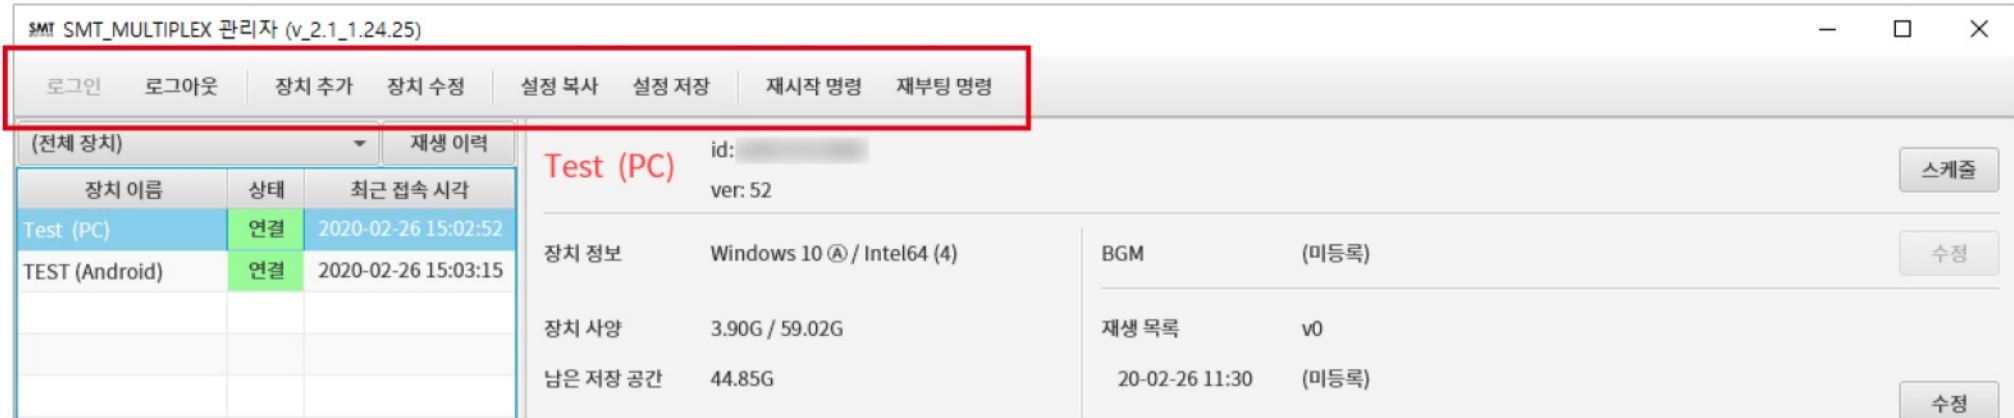 SMT SMT_MULTIPLEX 관리자 (v_2.1_1.24.25)
로그인 로그아웃 장치 추가 장치 수정 설정 복사 설정 저장 재시작 명령 재부팅 명령
(전체 장치) 재생 이력
장치 이름 상태 최근 접속 시각
Test (PC) 연결 2020-02-26 15:02:52
TEST (Android) 연결 2020-02-26 15:03:15
Test (PC)
id:
ver: 52
스케줄
장치 정보 Windows 10 Ⓐ / Intel64 (4)
BGM (미등록) 수정
장치 사양 3.90G / 59.02G
재생 목록 v0
남은 저장 공간 44.85G
20-02-26 11:30 (미등록)
수정